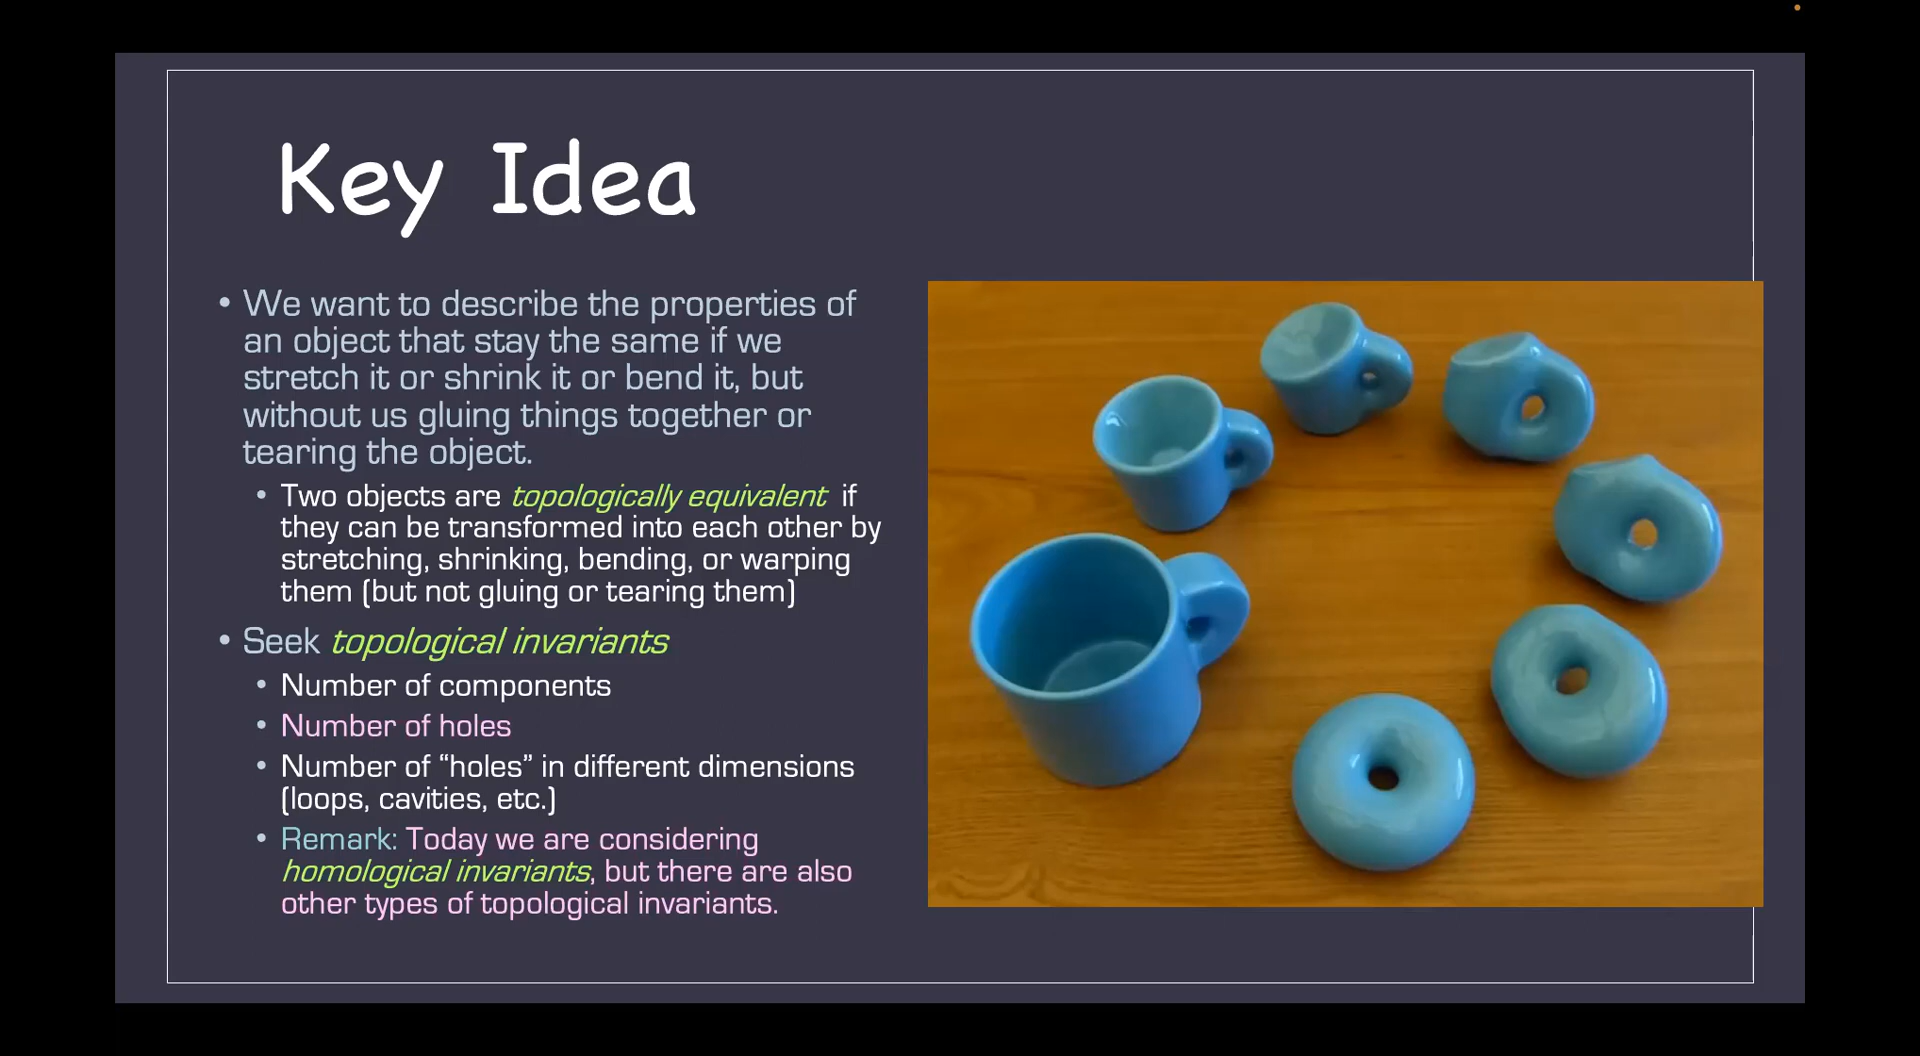 Key Idea
• We want to describe the properties of
an object that stay the same if we
stretch it or shrink it or bend it, but
without us gluing things together or
tearing the object.
• Two objects are topologically equivalent if
they can be transformed into each other by
stretching, shrinking, bending, or warping
them (but not gluing or tearing them)
• Seek topological invariants
• Number of components
• Number of holes
• Number of “holes” in different dimensions
(loops, cavities, etc.)
• Remark: Today we are considering
homological invariants, but there are also
other types of topological invariants.